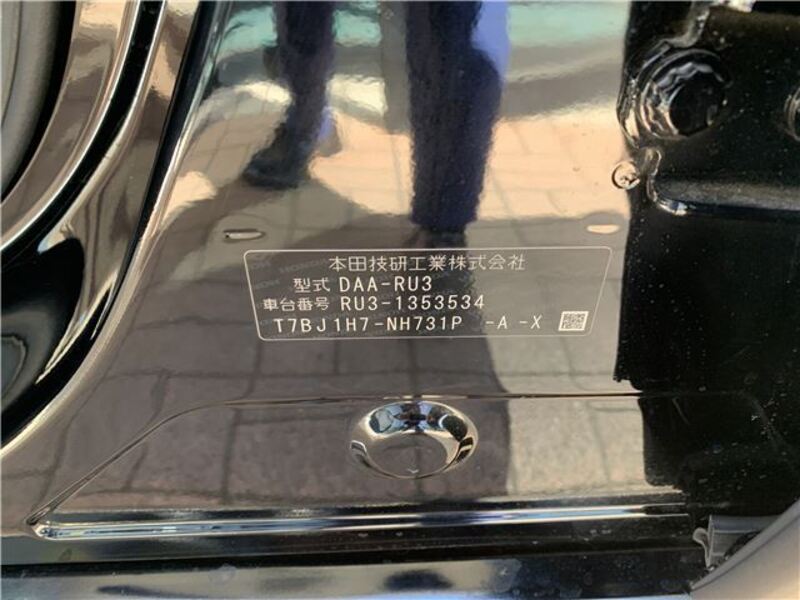 本田技研工業株式会社
型式 DAA-RU3
車台番号 RU3-1353534
T7BJ1H7-NH731P -A -X